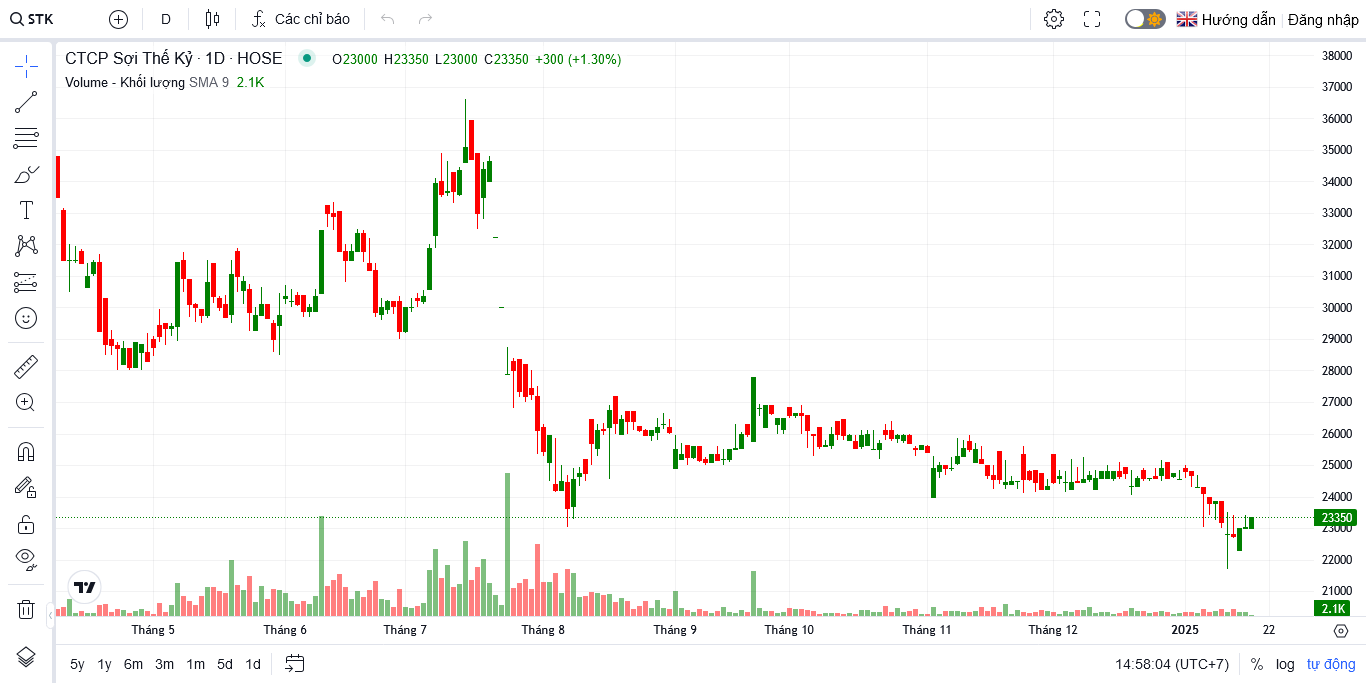 STK
D
Các chỉ báo
Hướng dẫn
Đăng nhập
CTCP Sợi Thế Kỷ · 1D · HOSE
O23000 H23350 L23000 C23350 +300 (+1.30%)
Volume - Khối lượng SMA 9 2.1K
38000
37000
36000
35000
34000
33000
32000
31000
30000
29000
28000
27000
26000
25000
24000
23350
23000
22000
21000
2.1K
Tháng 5
Tháng 6
Tháng 7
Tháng 8
Tháng 9
Tháng 10
Tháng 11
Tháng 12
2025
22
5y 1y 6m 3m 1m 5d 1d
14:58:04 (UTC+7)
%
log
tự động